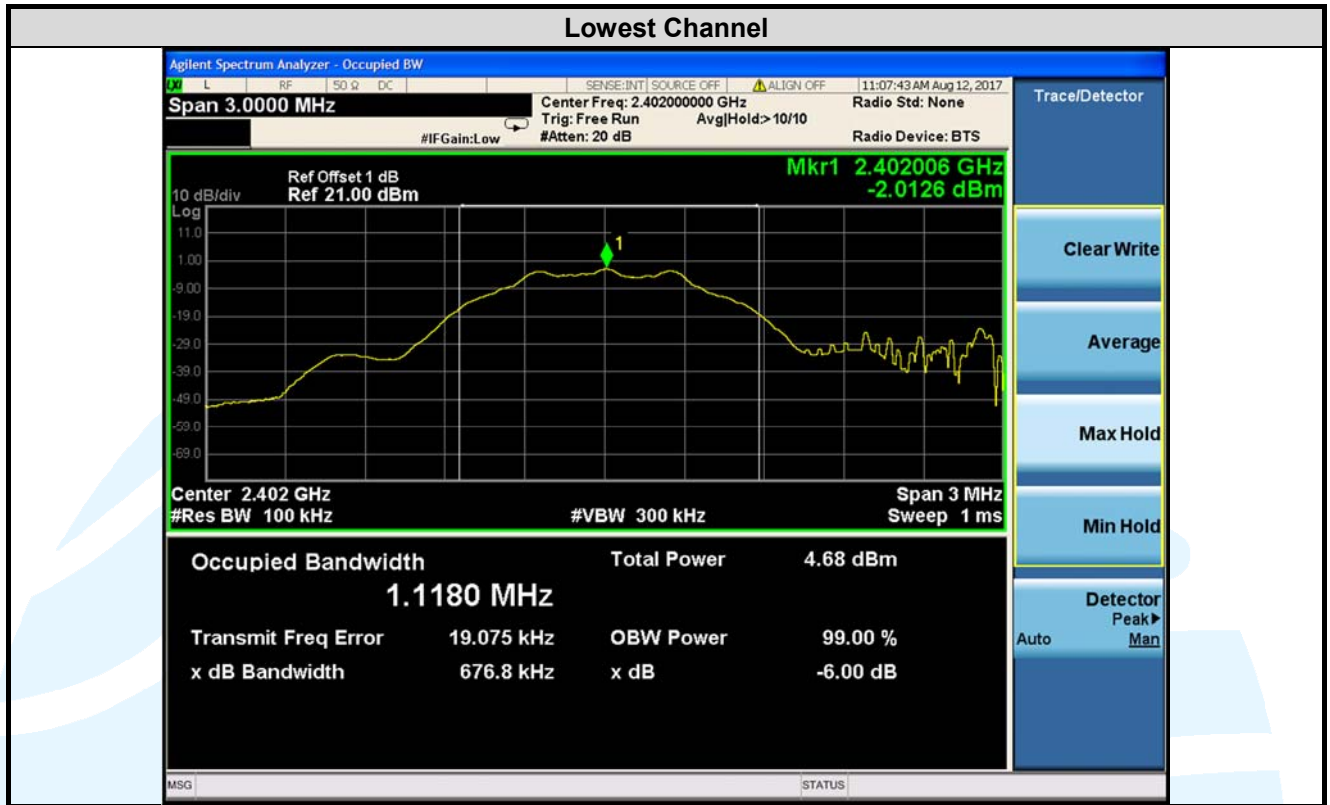 Lowest Channel
Agilent Spectrum Analyzer - Occupied BW
LXI L RF 50 Ω DC SENSE:INT SOURCE OFF ALIGN OFF 11:07:43 AM Aug 12, 2017
Span 3.0000 MHz
Center Freq: 2.402000000 GHz
Radio Std: None
Trig: Free Run Avg|Hold:> 10/10
#IFGain:Low
#Atten: 20 dB
Radio Device: BTS
Mkr1 2.402006 GHz
-2.0126 dBm
Ref Offset 1 dB
10 dB/div Ref 21.00 dBm
Log
11.0
1.00
-9.00
-19.0
-29.0
-39.0
-49.0
-59.0
-69.0
1
Center 2.402 GHz
Span 3 MHz
#Res BW 100 kHz
#VBW 300 kHz
Sweep 1 ms
Occupied Bandwidth
Total Power 4.68 dBm
1.1180 MHz
Transmit Freq Error 19.075 kHz OBW Power 99.00 %
x dB Bandwidth 676.8 kHz x dB -6.00 dB
MSG
STATUS
Trace/Detector
Clear Write
Average
Max Hold
Min Hold
Detector
Peak▶
Auto Man